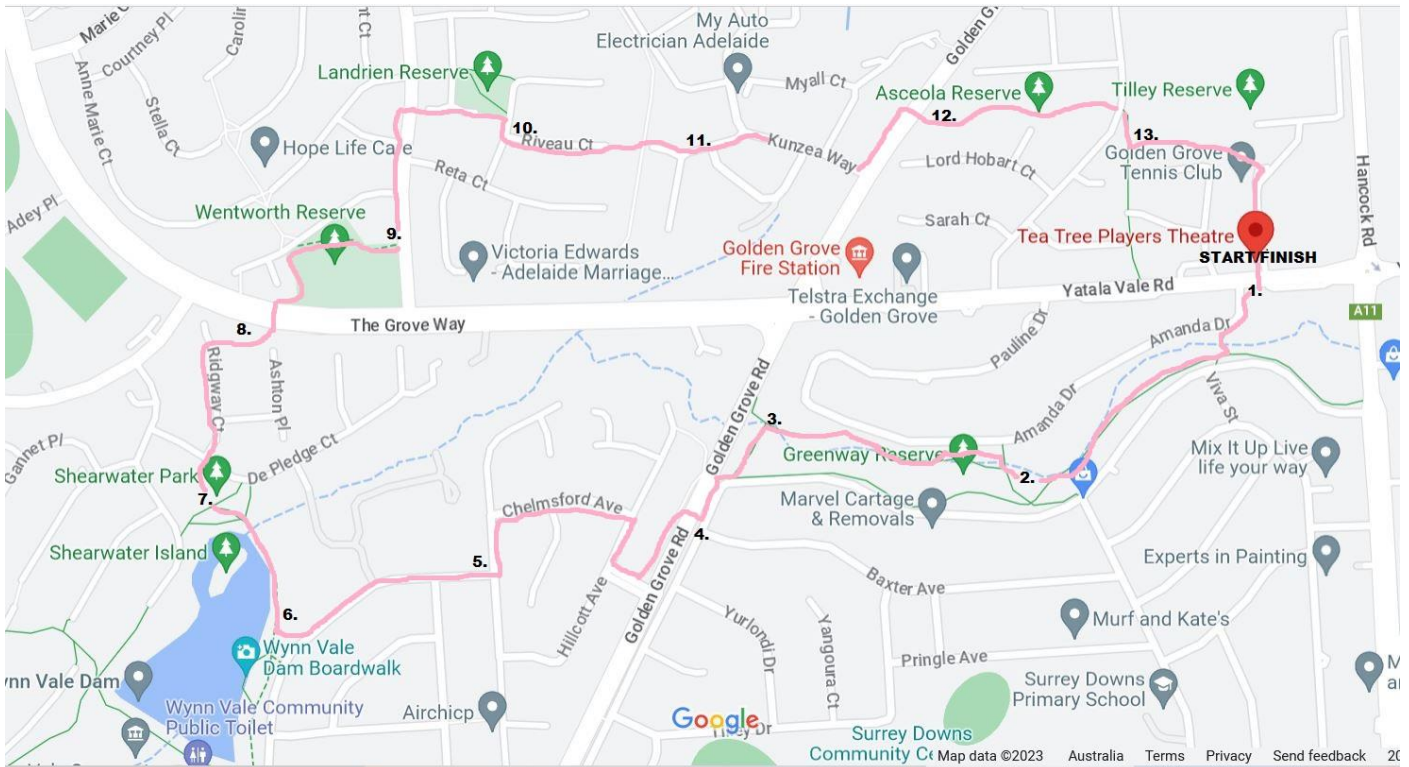 Marie
Courtney Pl
Anne Marie Ct
Stella Ct
My Auto
Electrician Adelaide
Golden
Landrien Reserve
Myall Ct
Asceola Reserve
Tilley Reserve
12.
10.
11.
13.
Riveau Ct
Kunzea Way
Hope Life Care
Reta Ct
Lord Hobart Ct
Golden Grove
Tennis Club
Hancock Rd
Adey Pl
Wentworth Reserve
9.
Sarah Ct
Tea Tree Players Theatre
START/FINISH
Victoria Edwards
- Adelaide Marriage...
Golden Grove
Fire Station
Telstra Exchange
- Golden Grove
Yatala Vale Rd
1.
A11
8.
The Grove Way
Pauline Dr
Amanda Dr
Ridgway Ct
Ashton Pl
Viva St
Golden Grove Rd
3.
Amanda Dr
Gannet Pl
De Pledge Ct
Greenway Reserve
2.
Mix It Up Live
life your way
Shearwater Park
7.
Chelmsford Ave
Marvel Cartage
& Removals
4.
Shearwater Island
5.
Experts in Painting
Baxter Ave
Hillcott Ave
Golden Grove Rd
6.
Yurlondi Dr
Yangoura Ct
Murf and Kate's
Wynn Vale
Dam Boardwalk
Pringle Ave
Dam
Surrey Downs
Primary School
Wynn Vale Community
Public Toilet
Airchicp
Google
Dr
Surrey Downs
Community
Map data ©2023 Australia Terms Privacy Send feedback